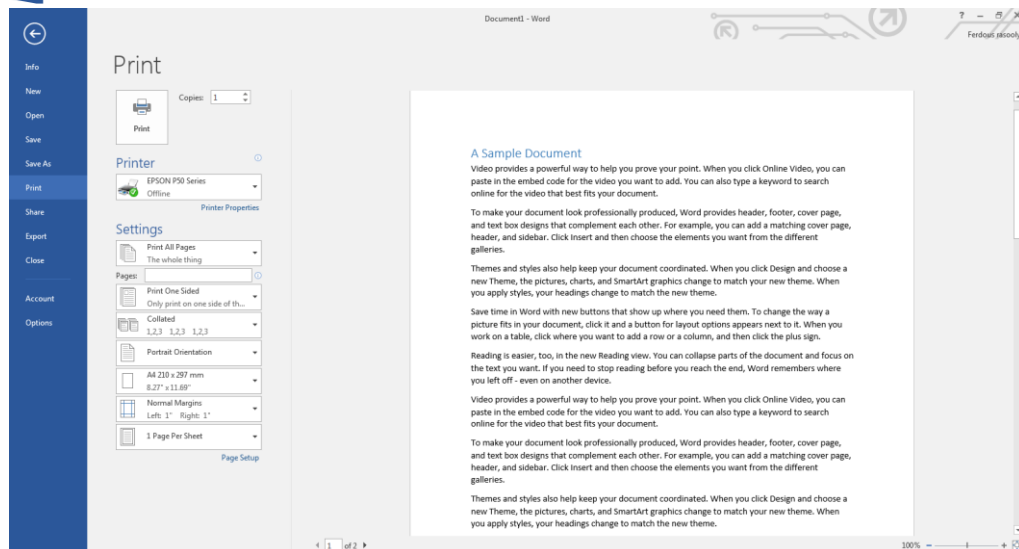 Document1 - Word
? 
Ferdous rasooly
Info
New
Open
Save
Save As
Print
Share
Export
Close
Account
Options
Print
Copies: 1
Print
Printer
EPSON P50 Series
Offline
Printer Properties
Settings
Print All Pages
The whole thing
Pages:
Print One Sided
Only print on one side of th...
Collated
1,2,3 1,2,3 1,2,3
Portrait Orientation
A4 210 x 297 mm
8.27" x 11.69"
Normal Margins
Left: 1" Right: 1"
1 Page Per Sheet
Page Setup
A Sample Document
Video provides a powerful way to help you prove your point. When you click Online Video, you can
paste in the embed code for the video you want to add. You can also type a keyword to search
online for the video that best fits your document.
To make your document look professionally produced, Word provides header, footer, cover page,
and text box designs that complement each other. For example, you can add a matching cover page,
header, and sidebar. Click Insert and then choose the elements you want from the different
galleries.
Themes and styles also help keep your document coordinated. When you click Design and choose a
new Theme, the pictures, charts, and SmartArt graphics change to match your new theme. When
you apply styles, your headings change to match the new theme.
Save time in Word with new buttons that show up where you need them. To change the way a
picture fits in your document, click it and a button for layout options appears next to it. When you
work on a table, click where you want to add a row or a column, and then click the plus sign.
Reading is easier, too, in the new Reading view. You can collapse parts of the document and focus on
the text you want. If you need to stop reading before you reach the end, Word remembers where
you left off - even on another device.
Video provides a powerful way to help you prove your point. When you click Online Video, you can
paste in the embed code for the video you want to add. You can also type a keyword to search
online for the video that best fits your document.
To make your document look professionally produced, Word provides header, footer, cover page,
and text box designs that complement each other. For example, you can add a matching cover page,
header, and sidebar. Click Insert and then choose the elements you want from the different
galleries.
Themes and styles also help keep your document coordinated. When you click Design and choose a
new Theme, the pictures, charts, and SmartArt graphics change to match your new theme. When
you apply styles, your headings change to match the new theme.
1 of 2
100%